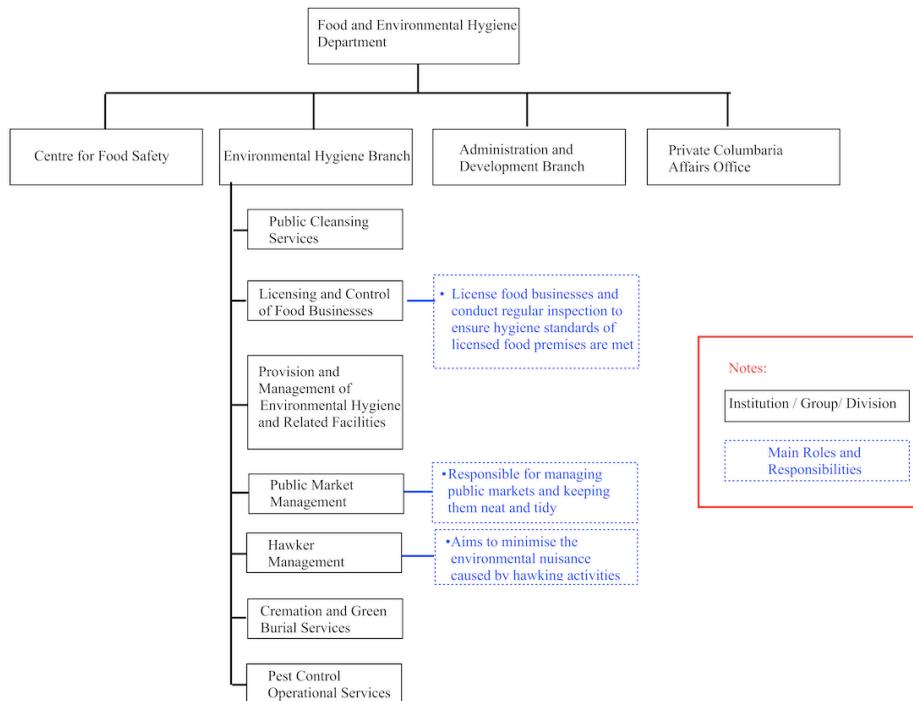 Food and Environmental Hygiene
Department
Centre for Food Safety
Environmental Hygiene Branch
Administration and
Development Branch
Private Columbaria
Affairs Office
Public Cleansing
Services
Licensing and Control
of Food Businesses
• License food businesses and
conduct regular inspection to
ensure hygiene standards of
licensed food premises are met
Provision and
Management of
Environmental Hygiene
and Related Facilities
Public Market
Management
•Responsible for managing
public markets and keeping
them neat and tidy
Hawker
Management
•Aims to minimise the
environmental nuisance
caused by hawking activities
Cremation and Green
Burial Services
Pest Control
Operational Services
Notes:
Institution / Group/ Division
Main Roles and
Responsibilities